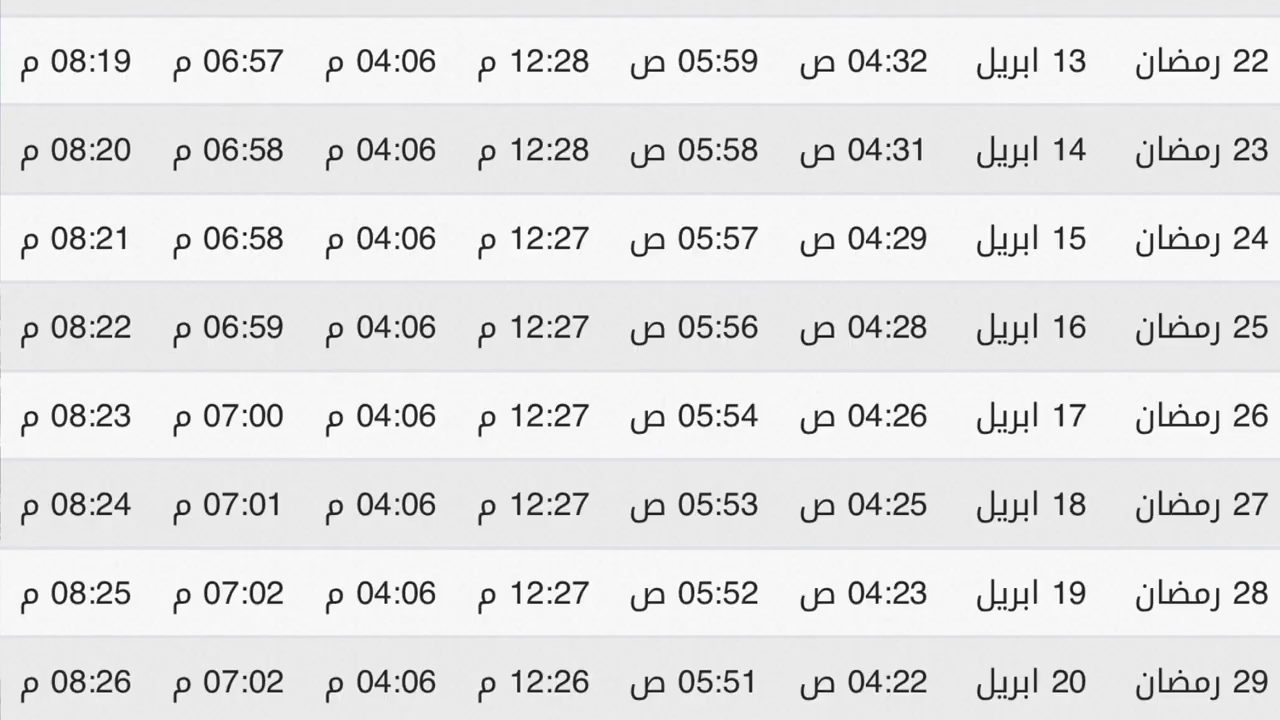 22 رمضان 13 ابريل 04:32 ص 05:59 ص 12:28 م 04:06 م 06:57 م 08:19 م
23 رمضان 14 ابريل 04:31 ص 05:58 ص 12:28 م 04:06 م 06:58 م 08:20 م
24 رمضان 15 ابريل 04:29 ص 05:57 ص 12:27 م 04:06 م 06:58 م 08:21 م
25 رمضان 16 ابريل 04:28 ص 05:56 ص 12:27 م 04:06 م 06:59 م 08:22 م
26 رمضان 17 ابريل 04:26 ص 05:54 ص 12:27 م 04:06 م 07:00 م 08:23 م
27 رمضان 18 ابريل 04:25 ص 05:53 ص 12:27 م 04:06 م 07:01 م 08:24 م
28 رمضان 19 ابريل 04:23 ص 05:52 ص 12:27 م 04:06 م 07:02 م 08:25 م
29 رمضان 20 ابريل 04:22 ص 05:51 ص 12:26 م 04:06 م 07:02 م 08:26 م